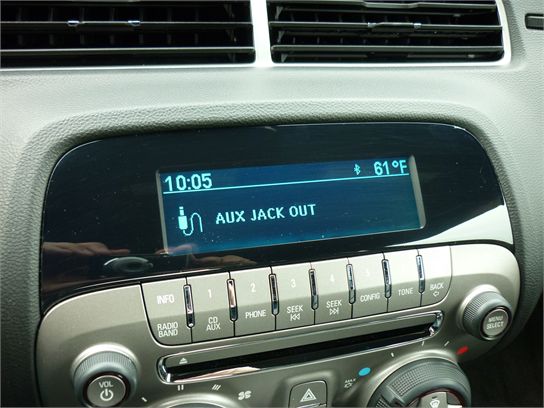 10:05 61°F
AUX JACK OUT
INFO 1 2 3 4 5 6
RADIO BAND CD AUX PHONE SEEK SEEK CONFIG TONE BACK
VOL
MENU SELECT